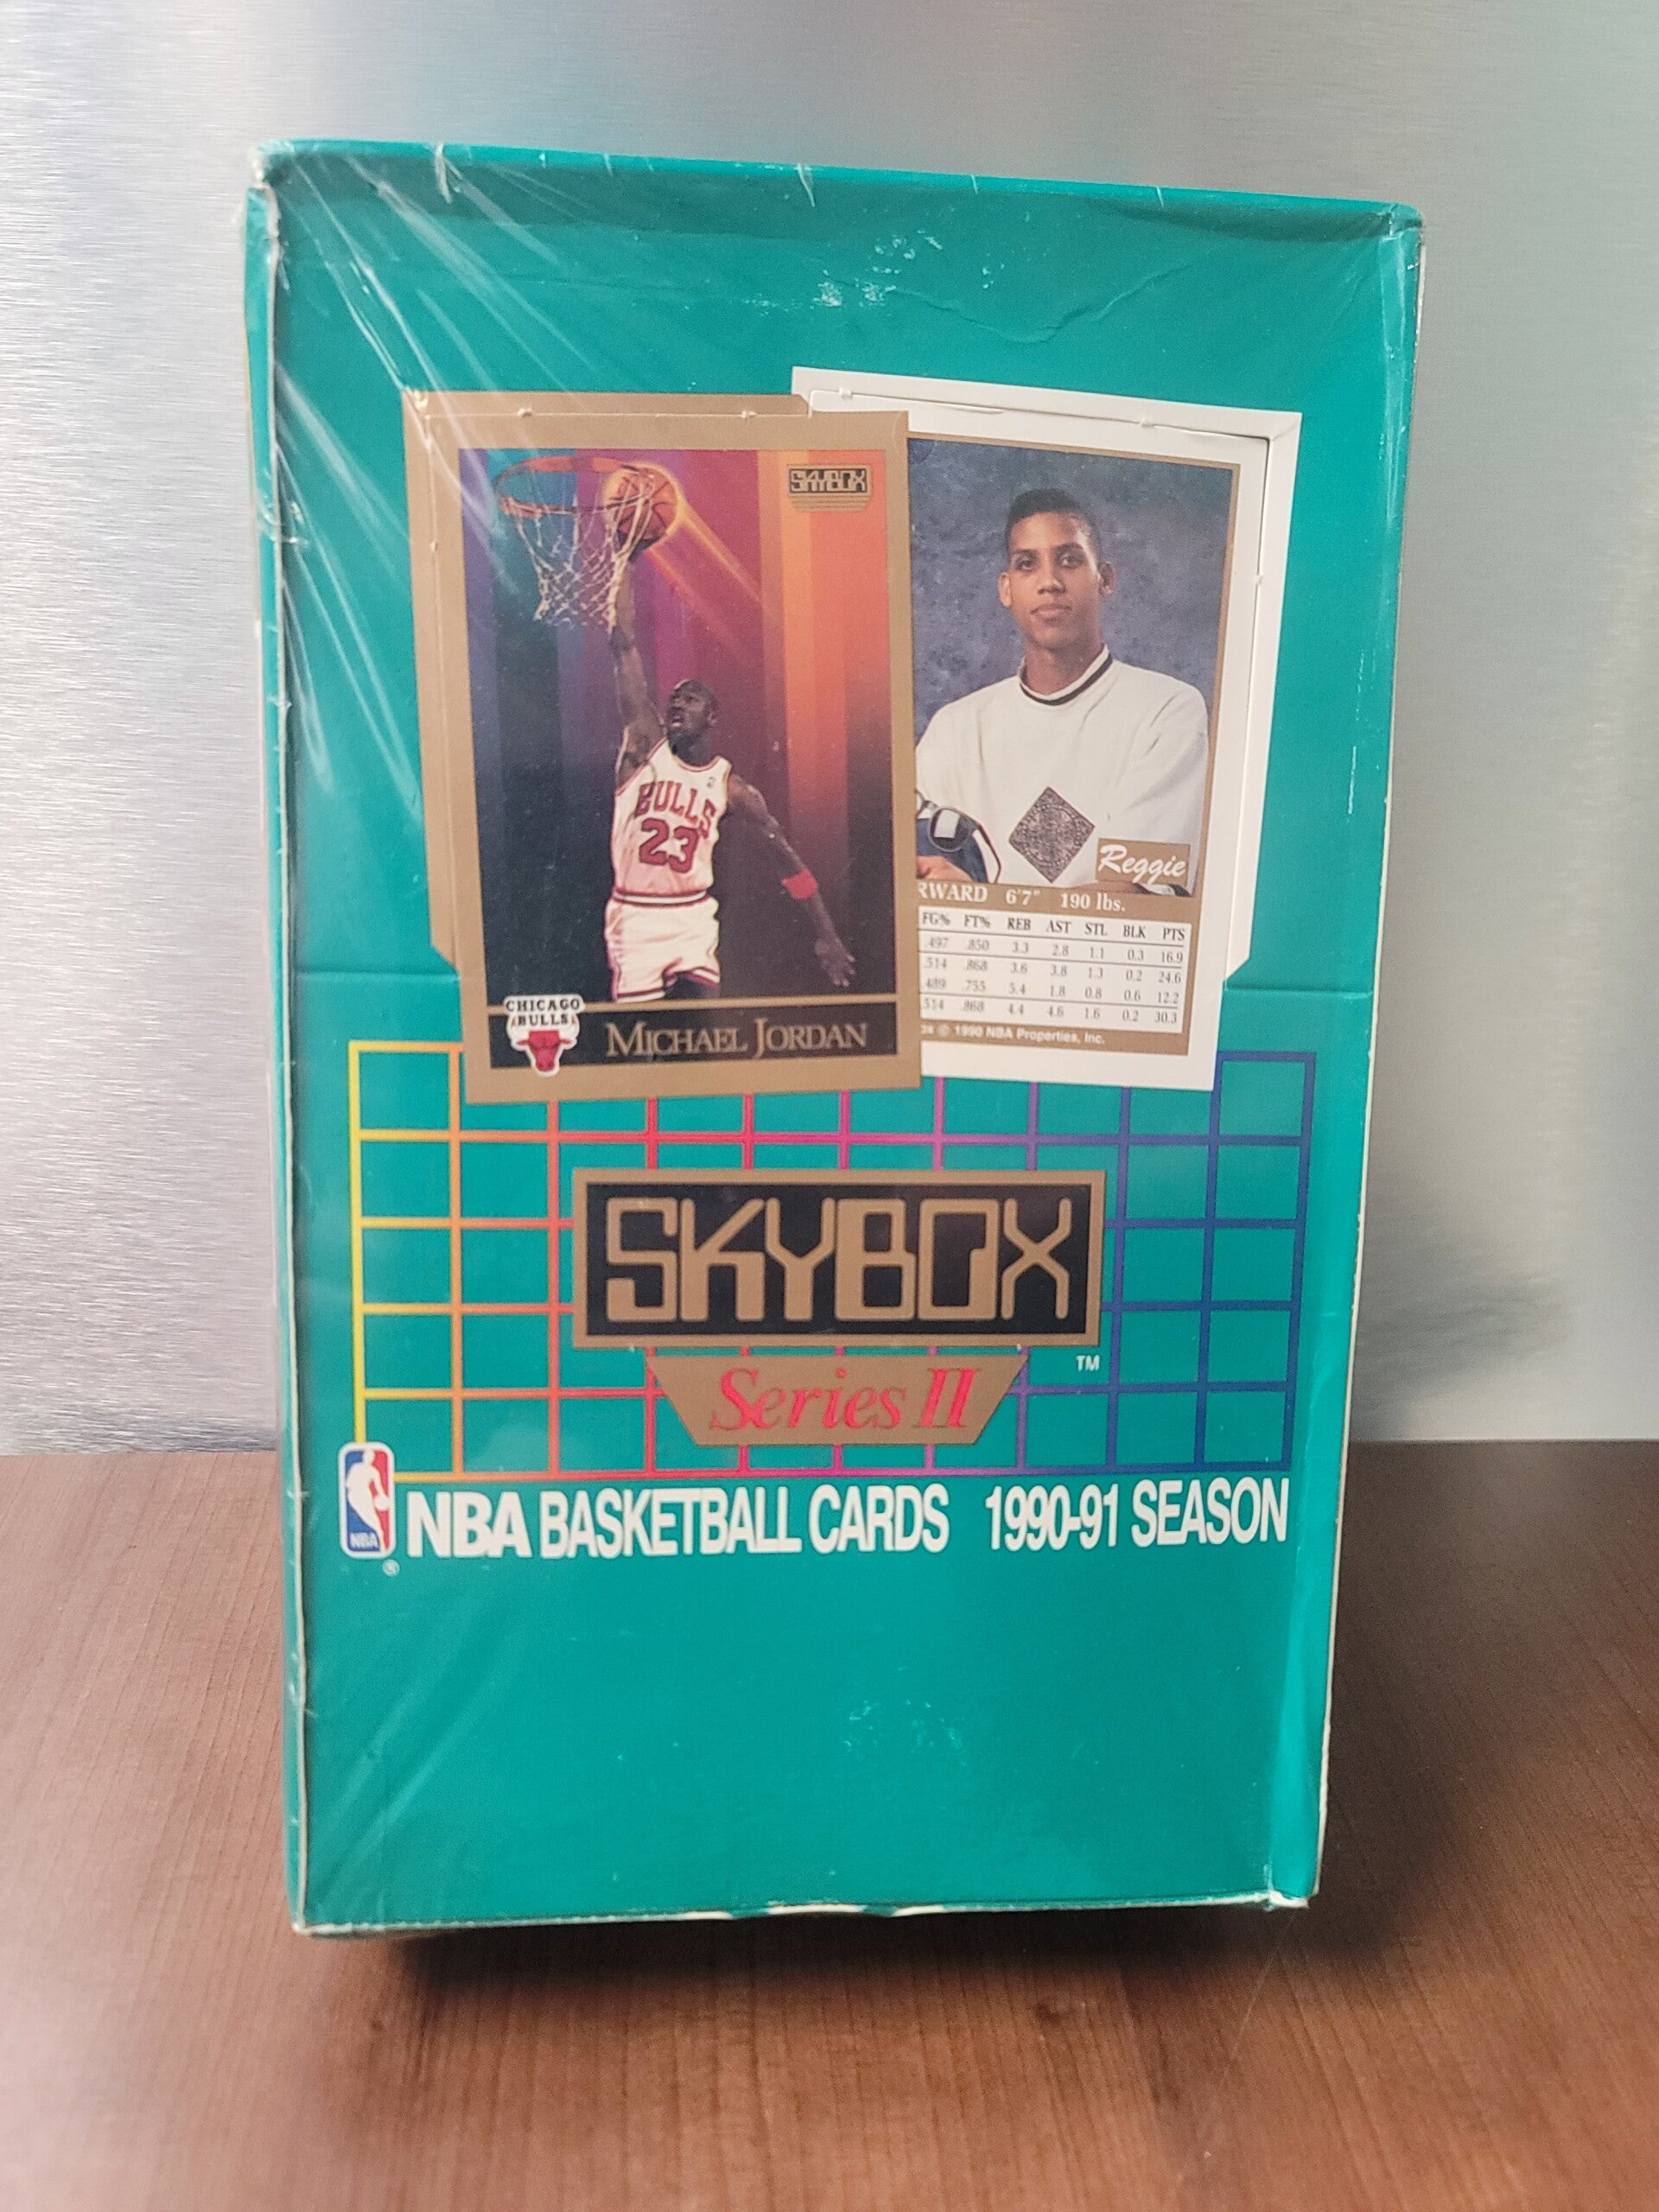 SKYBOX
BULLS
23
CHICAGO
BULLS
MICHAEL JORDAN
Reggie
RWARD 6'7" 190 lbs.
FG% FT% REB AST STL BLK PTS
.497 .850 3.3 2.8 1.1 0.3 16.9
.514 .868 3.6 3.8 1.3 0.2 24.6
.489 .755 5.4 1.8 0.8 0.6 12.2
.514 .868 4.4 4.6 1.6 0.2 30.3
© 1990 NBA Properties, Inc.
SKYBOX
TM
Series II
NBA
®
NBA BASKETBALL CARDS 1990-91 SEASON